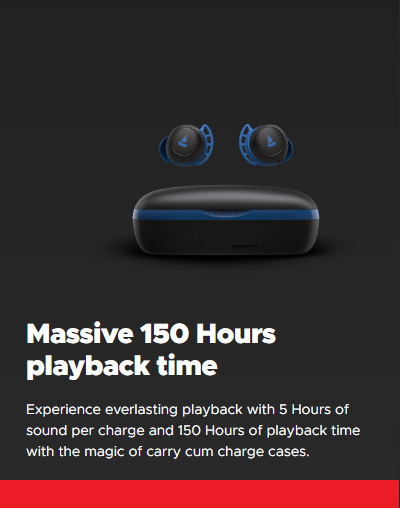 Massive 150 Hours
playback time
Experience everlasting playback with 5 Hours of
sound per charge and 150 Hours of playback time
with the magic of carry cum charge cases.